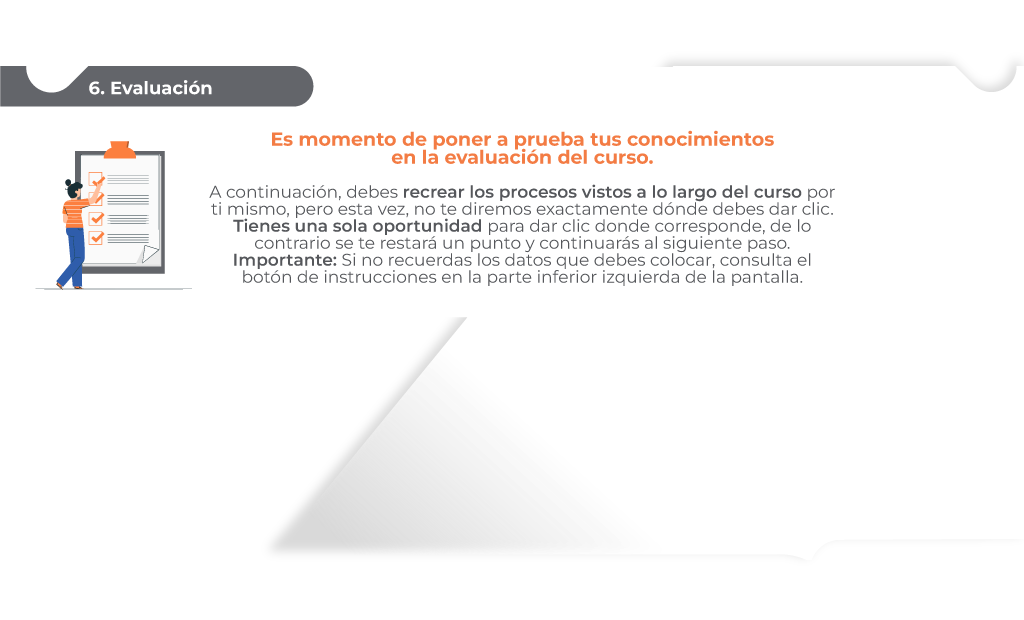 6. Evaluación
Es momento de poner a prueba tus conocimientos
en la evaluación del curso.
A continuación, debes recrear los procesos vistos a lo largo del curso por
ti mismo, pero esta vez, no te diremos exactamente dónde debes dar clic.
Tienes una sola oportunidad para dar clic donde corresponde, de lo
contrario se te restará un punto y continuarás al siguiente paso.
Importante: Si no recuerdas los datos que debes colocar, consulta el
botón de instrucciones en la parte inferior izquierda de la pantalla.